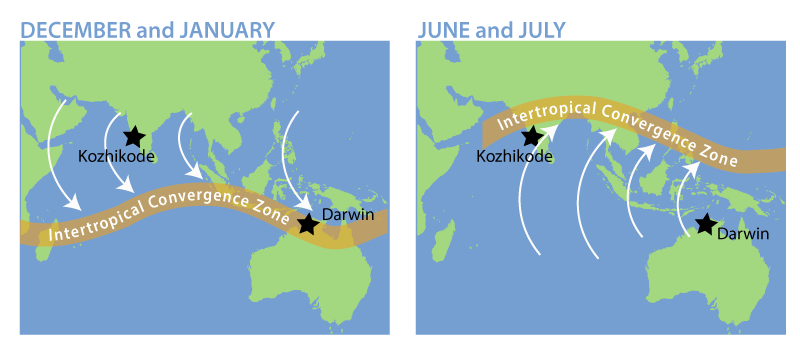 DECEMBER and JANUARY
Kozhikode
Intertropical Convergence Zone
Darwin
JUNE and JULY
Intertropical Convergence Zone
Kozhikode
Darwin